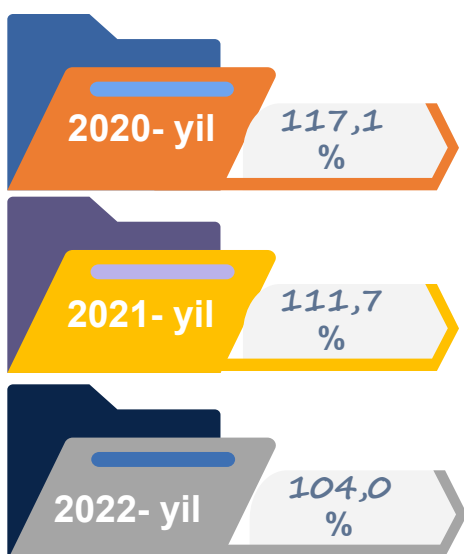 2020- yil
117,1
%
2021- yil
111,7
%
2022- yil
104,0
%